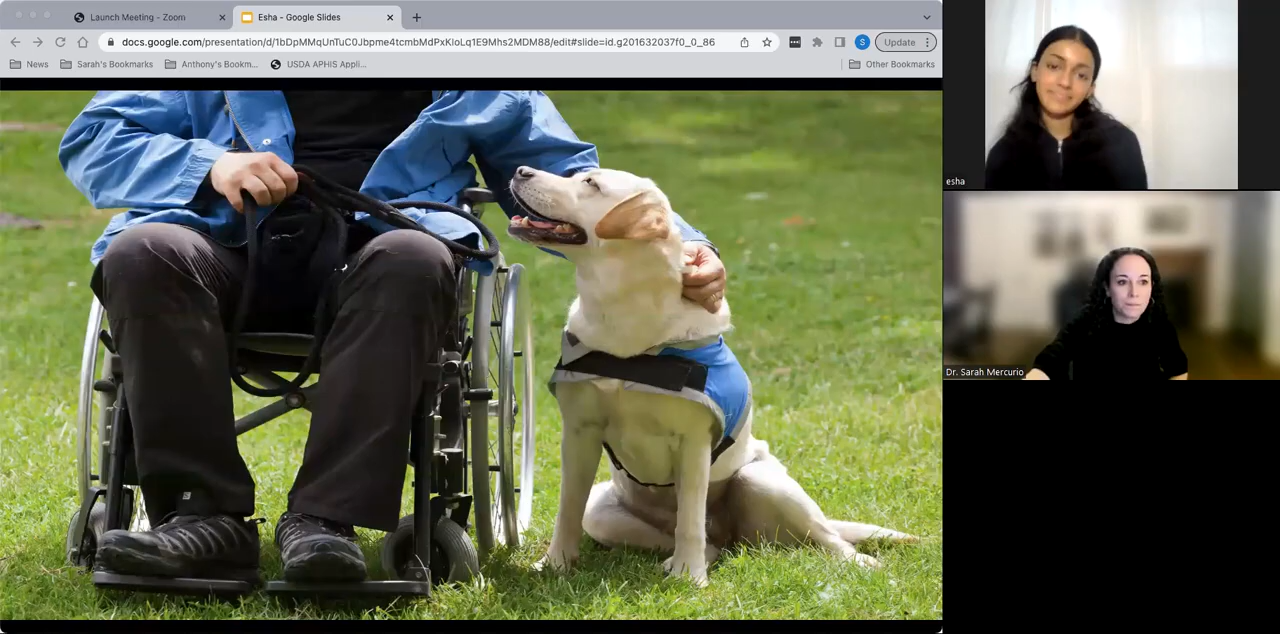 Launch Meeting - Zoom
Esha - Google Slides
docs.google.com/presentation/d/1bDpMMqUnTuC0Jbpme4tcmbMdPxKloLq1E9Mhs2MDM88/edit#slide=id.g201632037f0_0_86
S
Update
News
Sarah's Bookmarks
Anthony's Bookm...
USDA APHIS Appli...
Other Bookmarks
esha
Dr. Sarah Mercurio